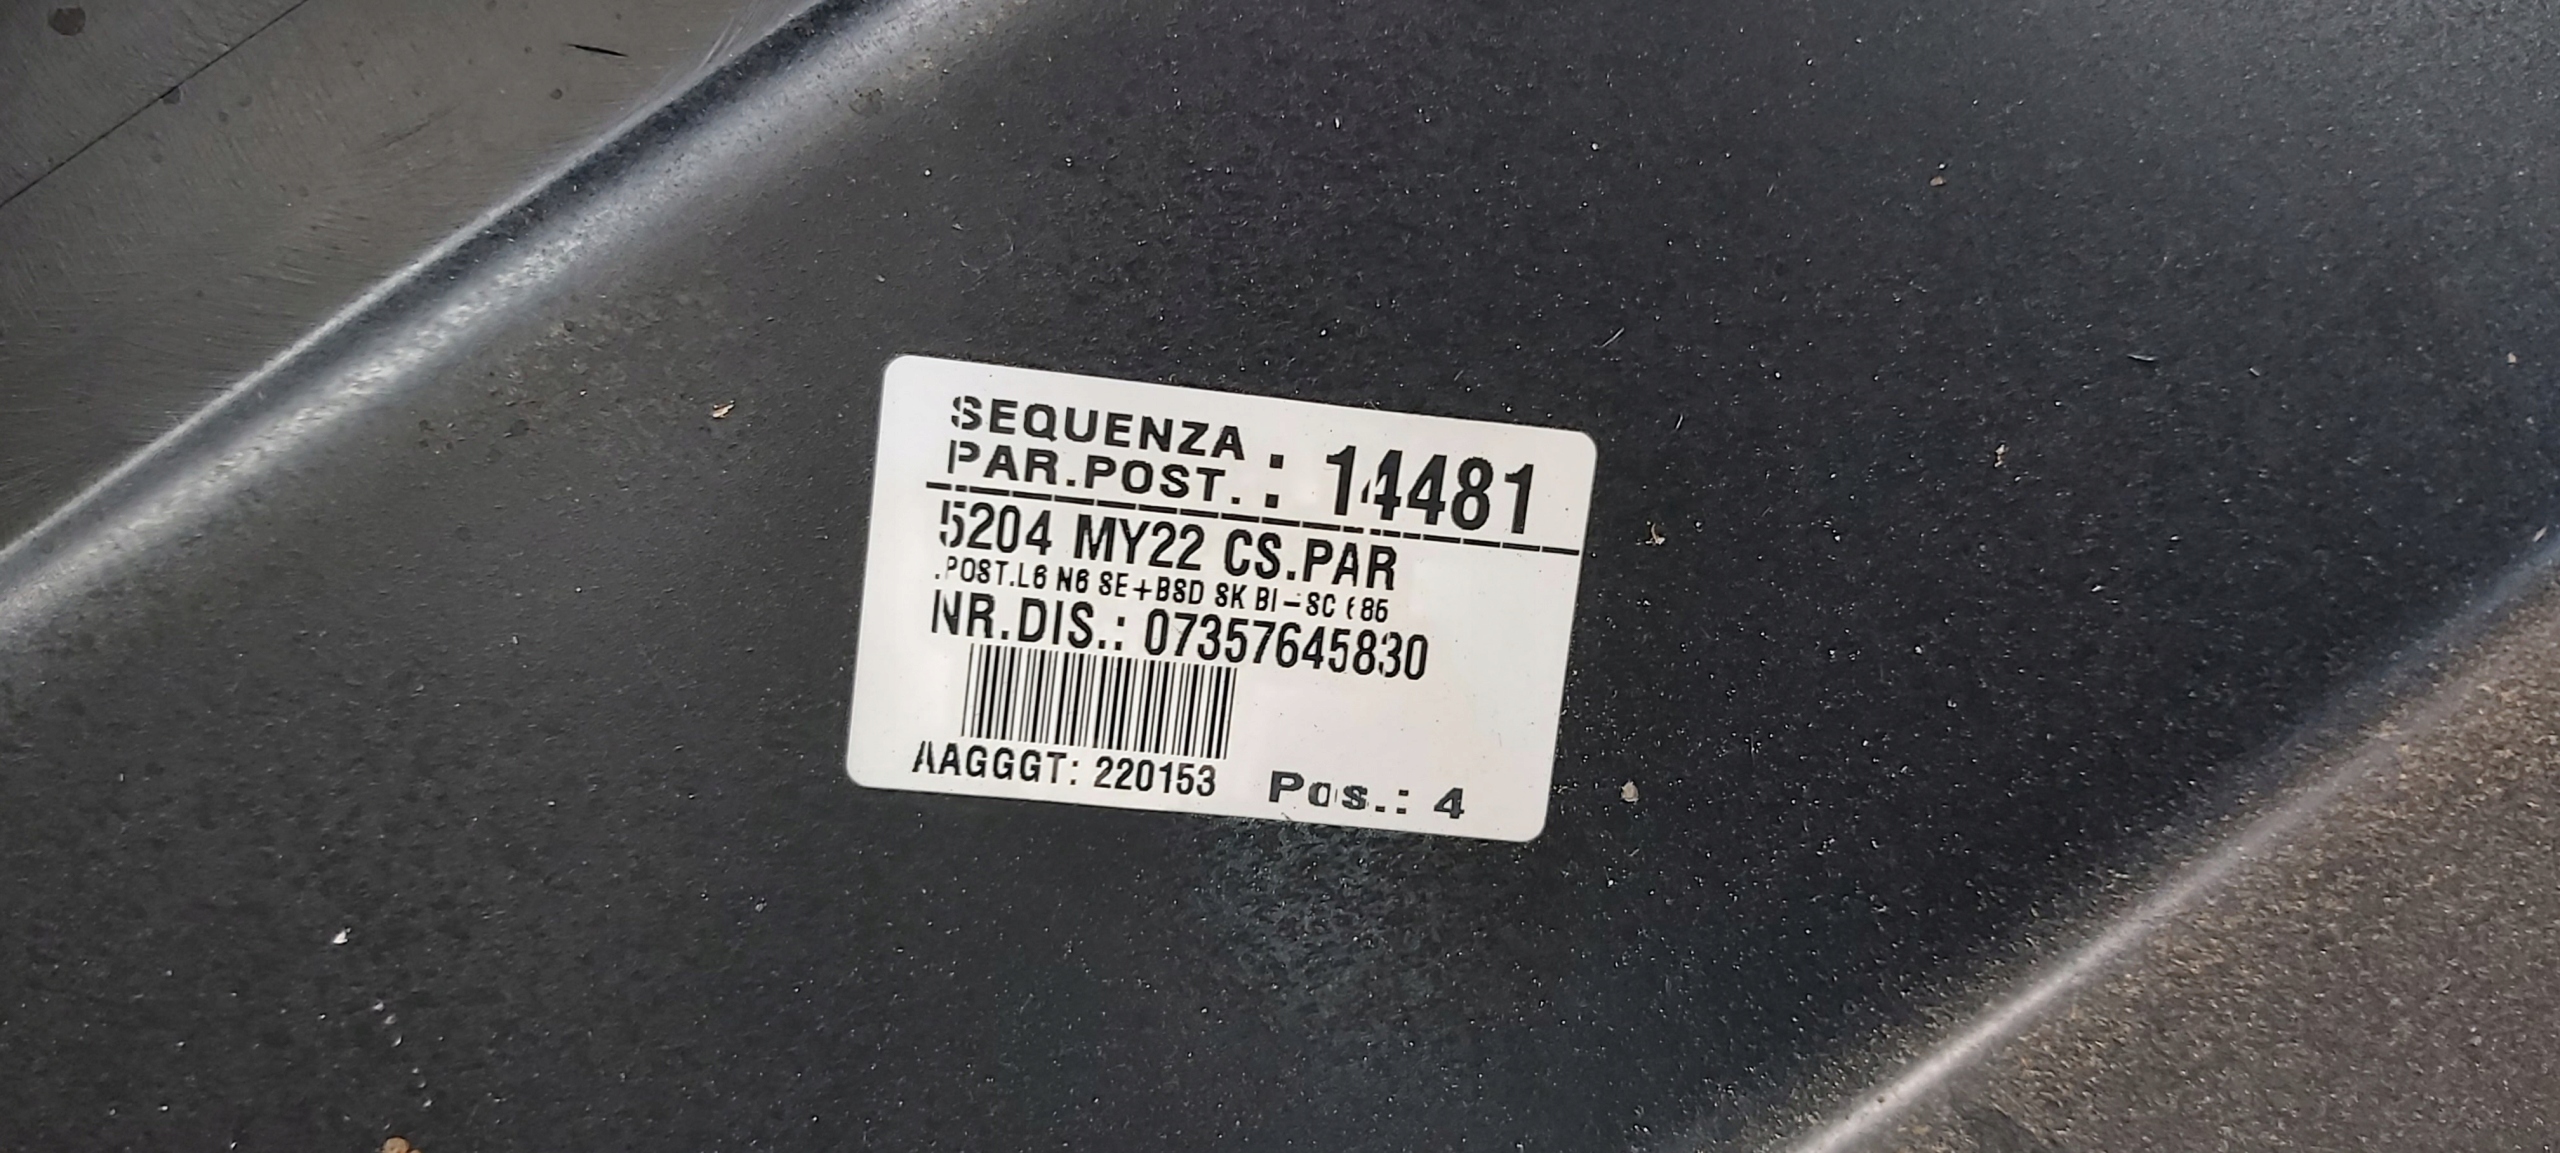 SEQUENZA
PAR.POST. : 14481
5204 MY22 CS.PAR
.POST.L6 N6 SE+BSD SK BI-SC 686
NR.DIS.: 07357645830
AAGGGT: 220153 Pos.: 4